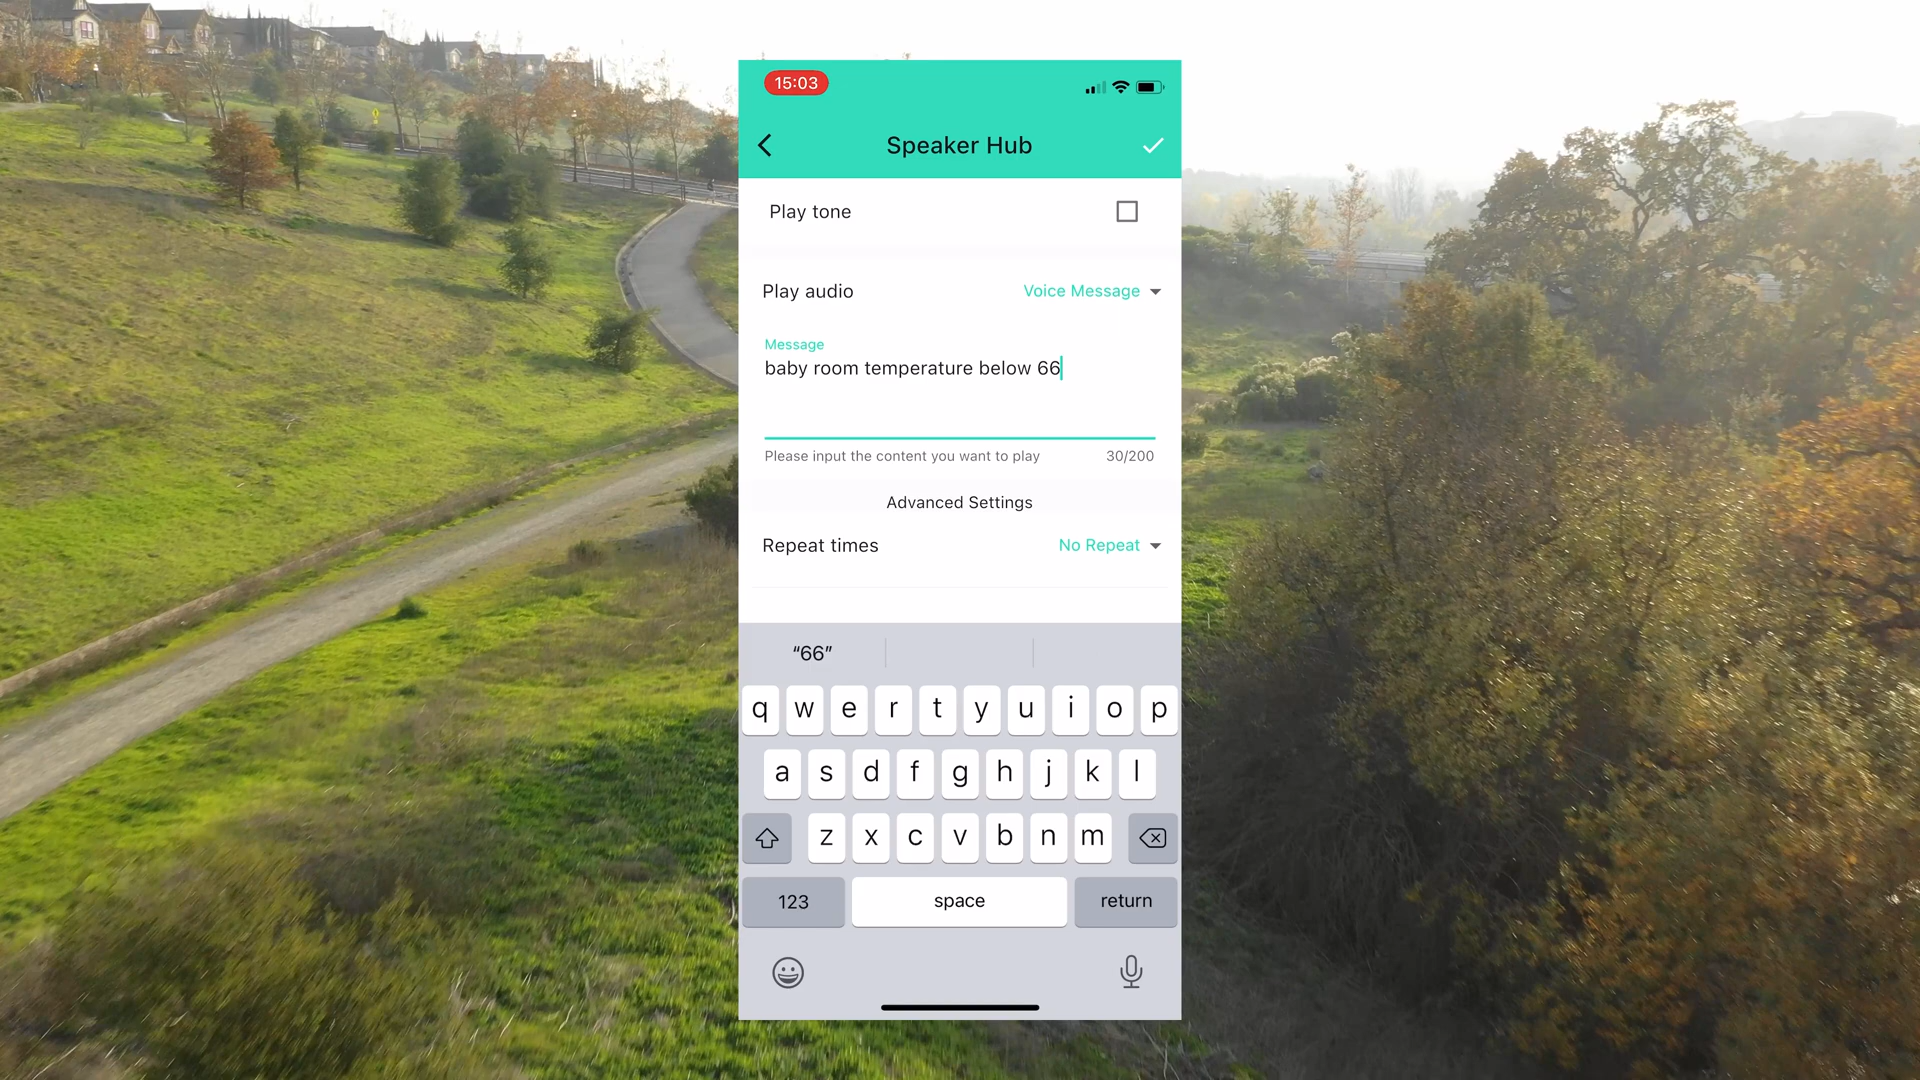 15:03
Speaker Hub
Play tone
Play audio Voice Message
Message
baby room temperature below 66
Please input the content you want to play 30/200
Advanced Settings
Repeat times No Repeat
“66”
q w e r t y u i o p
a s d f g h j k l
z x c v b n m
123 space return